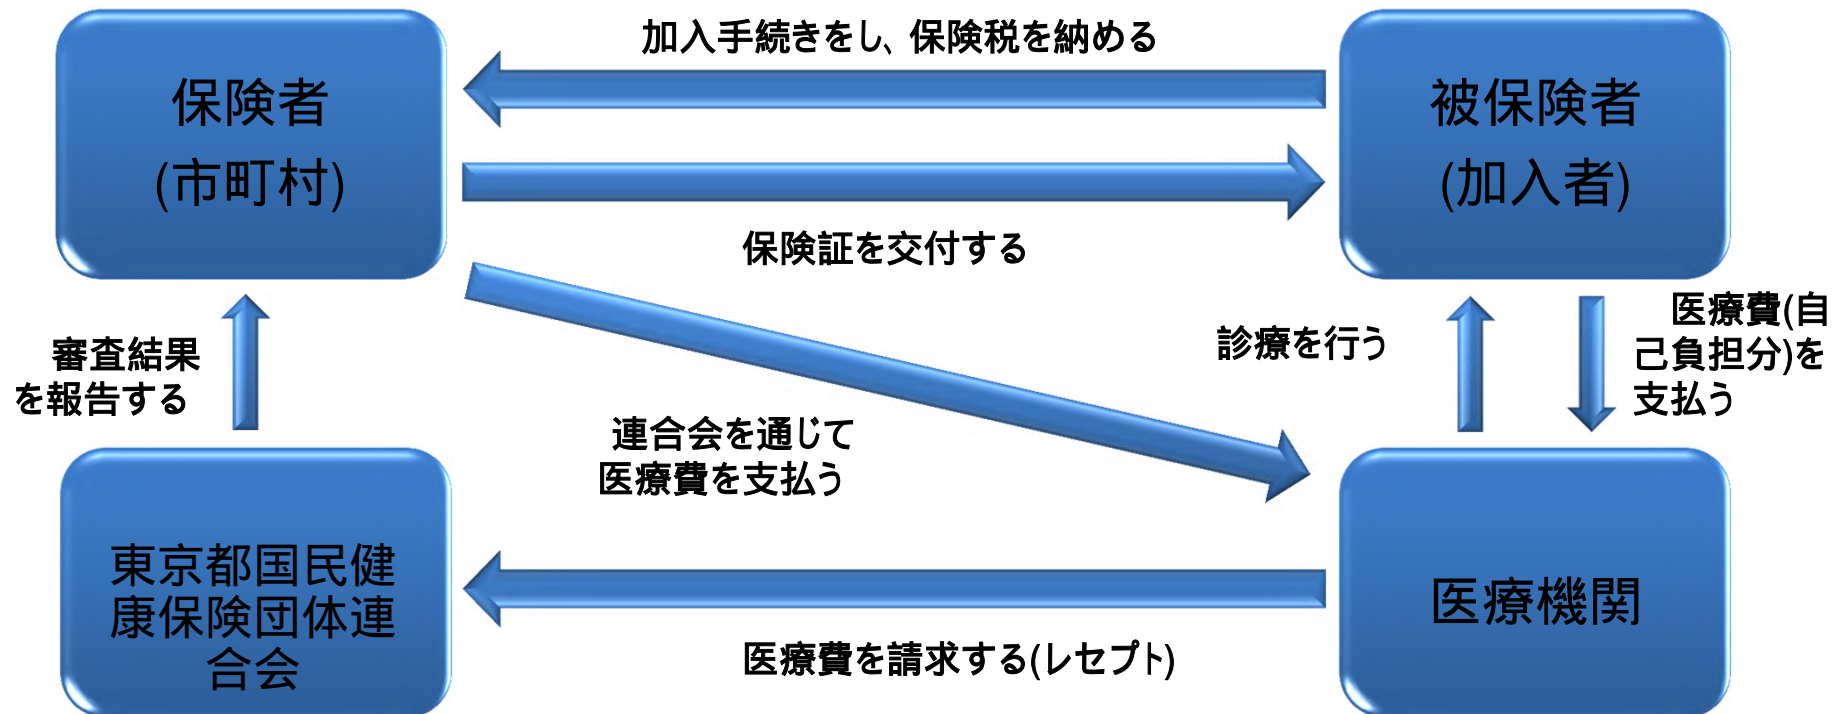 加入手続きをし、保険税を納める
保険者
(市町村)
被保険者
(加入者)
保険証を交付する
審査結果
を報告する
連合会を通じて
医療費を支払う
診療を行う
医療費(自
己負担分)を
支払う
東京都国民健
康保険団体連
合会
医療機関
医療費を請求する(レセプト)